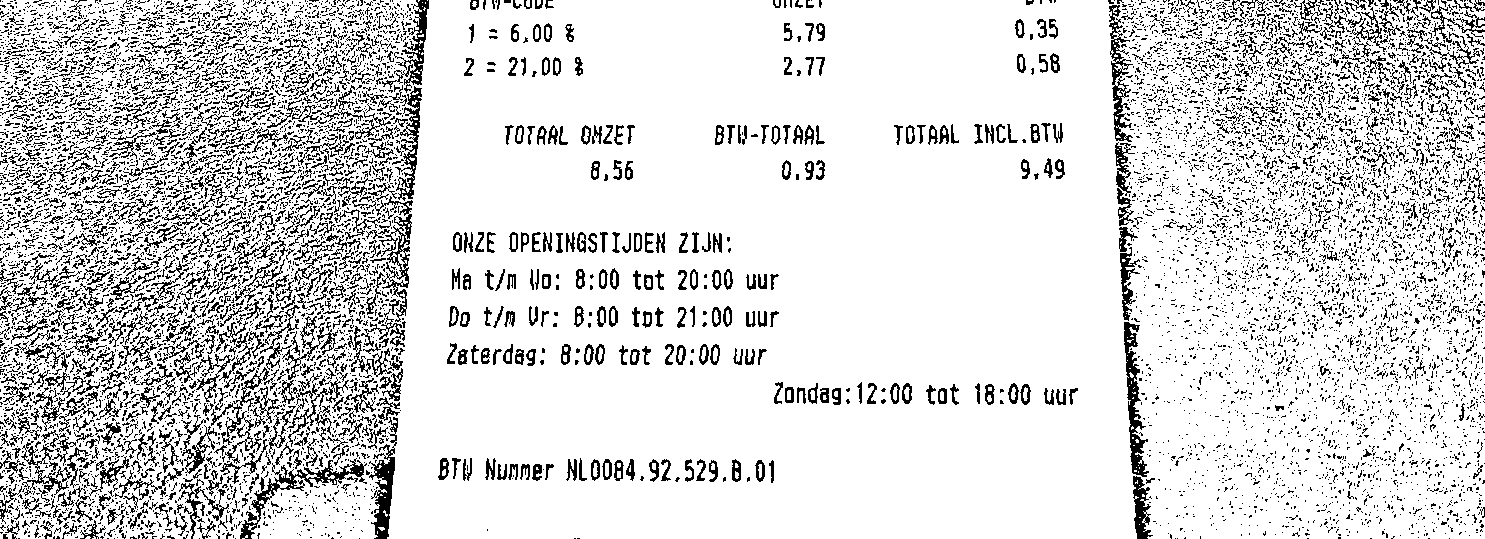 BTW-CODE OMZET BTW
1 = 6,00 % 5,79 0,35
2 = 21,00 % 2,77 0,58
TOTAAL OMZET BTW-TOTAAL TOTAAL INCL.BTW
8,56 0,93 9,49
ONZE OPENINGSTIJDEN ZIJN:
Ma t/m Wo: 8:00 tot 20:00 uur
Do t/m Vr: 8:00 tot 21:00 uur
Zaterdag: 8:00 tot 20:00 uur
Zondag:12:00 tot 18:00 uur
BTW Nummer NL0084.92.529.B.01